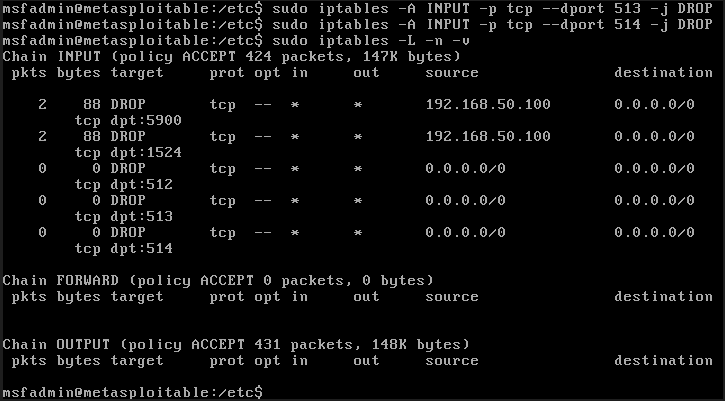 msfadmin@metasploitable:/etc$ sudo iptables -A INPUT -p tcp --dport 513 -j DROP
msfadmin@metasploitable:/etc$ sudo iptables -A INPUT -p tcp --dport 514 -j DROP
msfadmin@metasploitable:/etc$ sudo iptables -L -n -v
Chain INPUT (policy ACCEPT 424 packets, 147K bytes)
 pkts bytes target     prot opt in     out     source               destination
    2    88 DROP       tcp  --  *      *       192.168.50.100       0.0.0.0/0
        tcp dpt:5900
    2    88 DROP       tcp  --  *      *       192.168.50.100       0.0.0.0/0
        tcp dpt:1524
    0     0 DROP       tcp  --  *      *       0.0.0.0/0            0.0.0.0/0
        tcp dpt:512
    0     0 DROP       tcp  --  *      *       0.0.0.0/0            0.0.0.0/0
        tcp dpt:513
    0     0 DROP       tcp  --  *      *       0.0.0.0/0            0.0.0.0/0
        tcp dpt:514
Chain FORWARD (policy ACCEPT 0 packets, 0 bytes)
 pkts bytes target     prot opt in     out     source               destination
Chain OUTPUT (policy ACCEPT 431 packets, 148K bytes)
 pkts bytes target     prot opt in     out     source               destination
msfadmin@metasploitable:/etc$